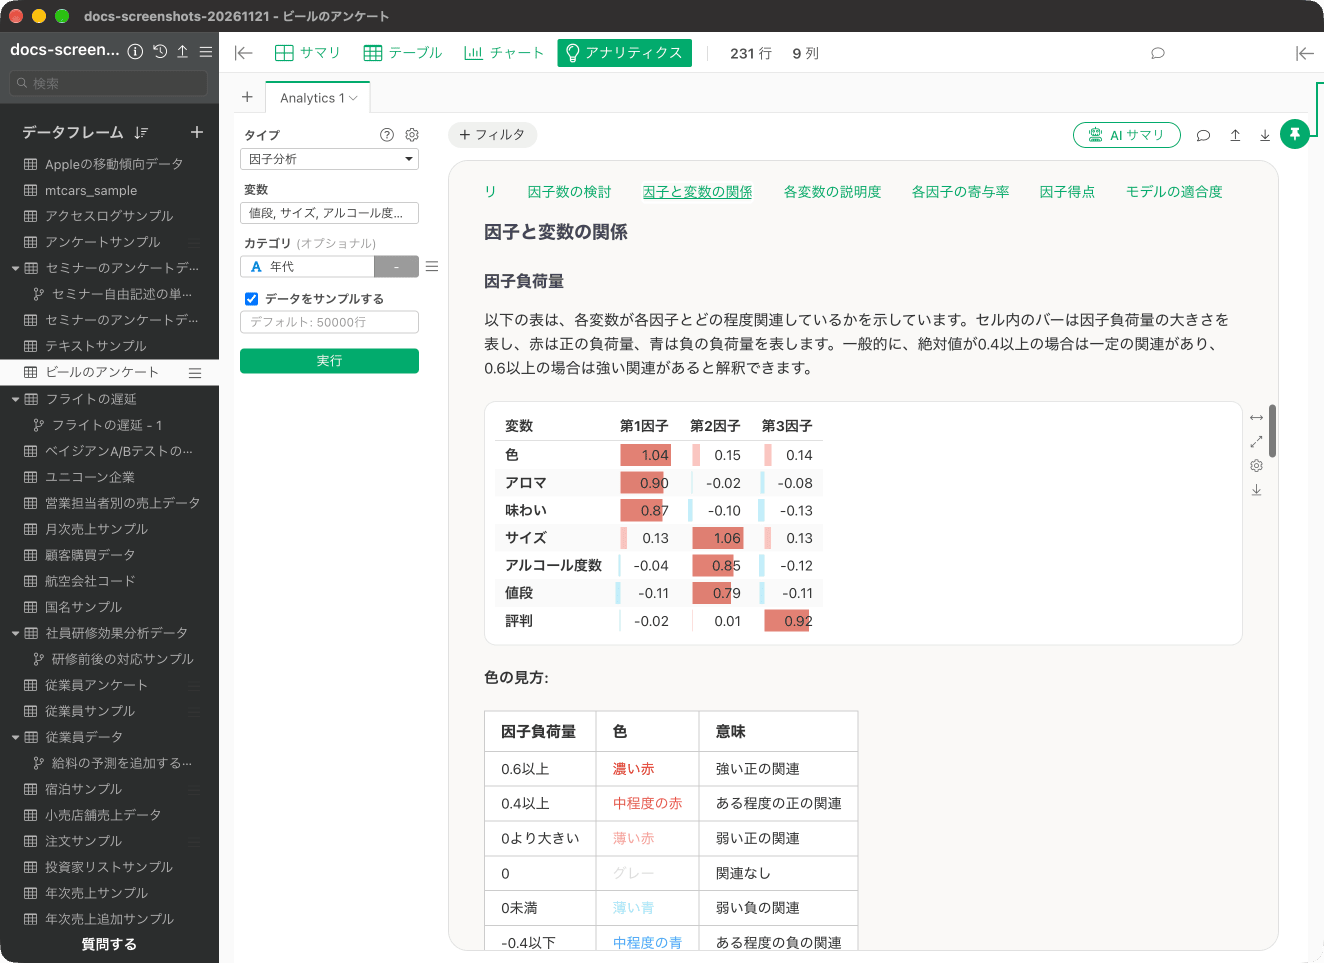 docs-screenshots-20261121 - ビールのアンケート
docs-screen...
検索
データフレーム
Appleの移動傾向データ
mtcars_sample
アクセスログサンプル
アンケートサンプル
セミナーのアンケートデ…
セミナー自由記述の単…
セミナーのアンケートデ…
テキストサンプル
ビールのアンケート
フライトの遅延
フライトの遅延 - 1
ベイジアンA/Bテストの…
ユニコーン企業
営業担当者別の売上データ
月次売上サンプル
顧客購買データ
航空会社コード
国名サンプル
社員研修効果分析データ
研修前後の対応サンプル
従業員アンケート
従業員サンプル
従業員データ
給料の予測を追加する…
宿泊サンプル
小売店舗売上データ
注文サンプル
投資家リストサンプル
年次売上サンプル
年次売上追加サンプル
質問する
サマリ テーブル チャート アナリティクス 231 行 9 列
Analytics 1
タイプ
因子分析
変数
値段, サイズ, アルコール度...
カテゴリ (オプショナル)
A 年代 -
データをサンプルする
デフォルト: 50000行
実行
+ フィルタ
AI サマリ
リ 因子数の検討 因子と変数の関係 各変数の説明度 各因子の寄与率 因子得点 モデルの適合度
因子と変数の関係
因子負荷量
以下の表は、各変数が各因子とどの程度関連しているかを示しています。セル内のバーは因子負荷量の大きさを
表し、赤は正の負荷量、青は負の負荷量を表します。一般的に、絶対値が0.4以上の場合は一定の関連があり、
0.6以上の場合は強い関連があると解釈できます。
変数 第1因子 第2因子 第3因子
色 1.04 0.15 0.14
アロマ 0.90 -0.02 -0.08
味わい 0.87 -0.10 -0.13
サイズ 0.13 1.06 0.13
アルコール度数 -0.04 0.85 -0.12
値段 -0.11 0.79 -0.11
評判 -0.02 0.01 0.92
色の見方:
因子負荷量 色 意味
0.6以上 濃い赤 強い正の関連
0.4以上 中程度の赤 ある程度の正の関連
0より大きい 薄い赤 弱い正の関連
0 グレー 関連なし
0未満 薄い青 弱い負の関連
-0.4以下 中程度の青 ある程度の負の関連